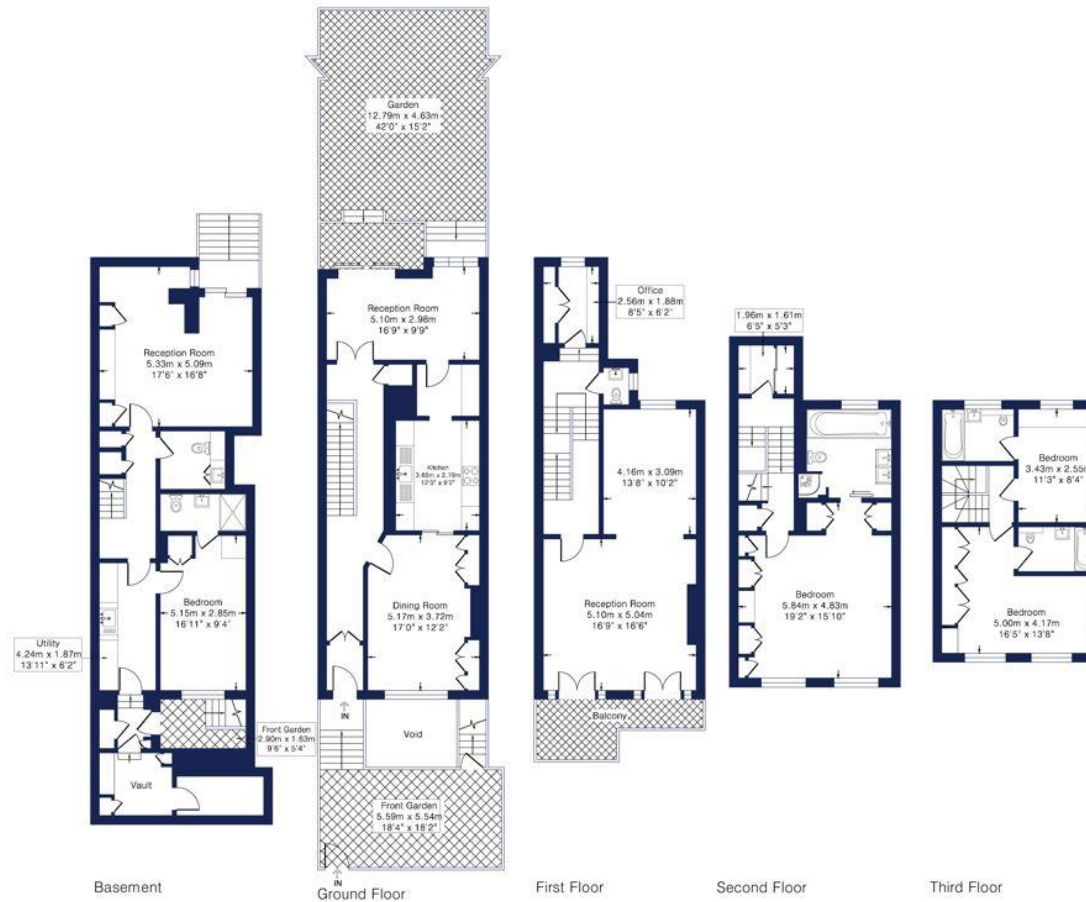 Garden
12.79m x 4.63m
42'0" x 15'2"
Reception Room
5.33m x 5.09m
17'6" x 16'8"
Bedroom
5.15m x 2.85m
16'11" x 9'4"
Utility
4.24m x 1.87m
13'11" x 6'2"
Front Garden
2.90m x 1.63m
9'6" x 5'4"
Vault
Basement
Reception Room
5.10m x 2.98m
16'9" x 9'9"
Kitchen
Dining Room
5.17m x 3.72m
17'0" x 12'2"
IN
Void
Front Garden
5.59m x 5.54m
18'4" x 18'2"
IN
Ground Floor
Office
2.56m x 1.88m
8'5" x 6'2"
4.16m x 3.09m
13'8" x 10'2"
Reception Room
5.10m x 5.04m
16'9" x 16'6"
Balcony
First Floor
1.96m x 1.61m
6'5" x 5'3"
Bedroom
5.84m x 4.83m
19'2" x 15'10"
Second Floor
Bedroom
3.43m x 2.55m
11'3" x 8'4"
Bedroom
5.00m x 4.17m
16'5" x 13'8"
Third Floor